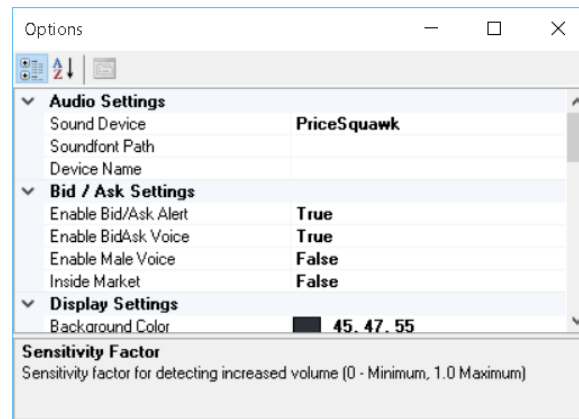 Options
Audio Settings
Sound Device PriceSquawk
Soundfont Path
Device Name
Bid / Ask Settings
Enable Bid/Ask Alert True
Enable BidAsk Voice True
Enable Male Voice False
Inside Market False
Display Settings
Background Color 45, 47, 55
Sensitivity Factor
Sensitivity factor for detecting increased volume (0 - Minimum, 1.0 Maximum)